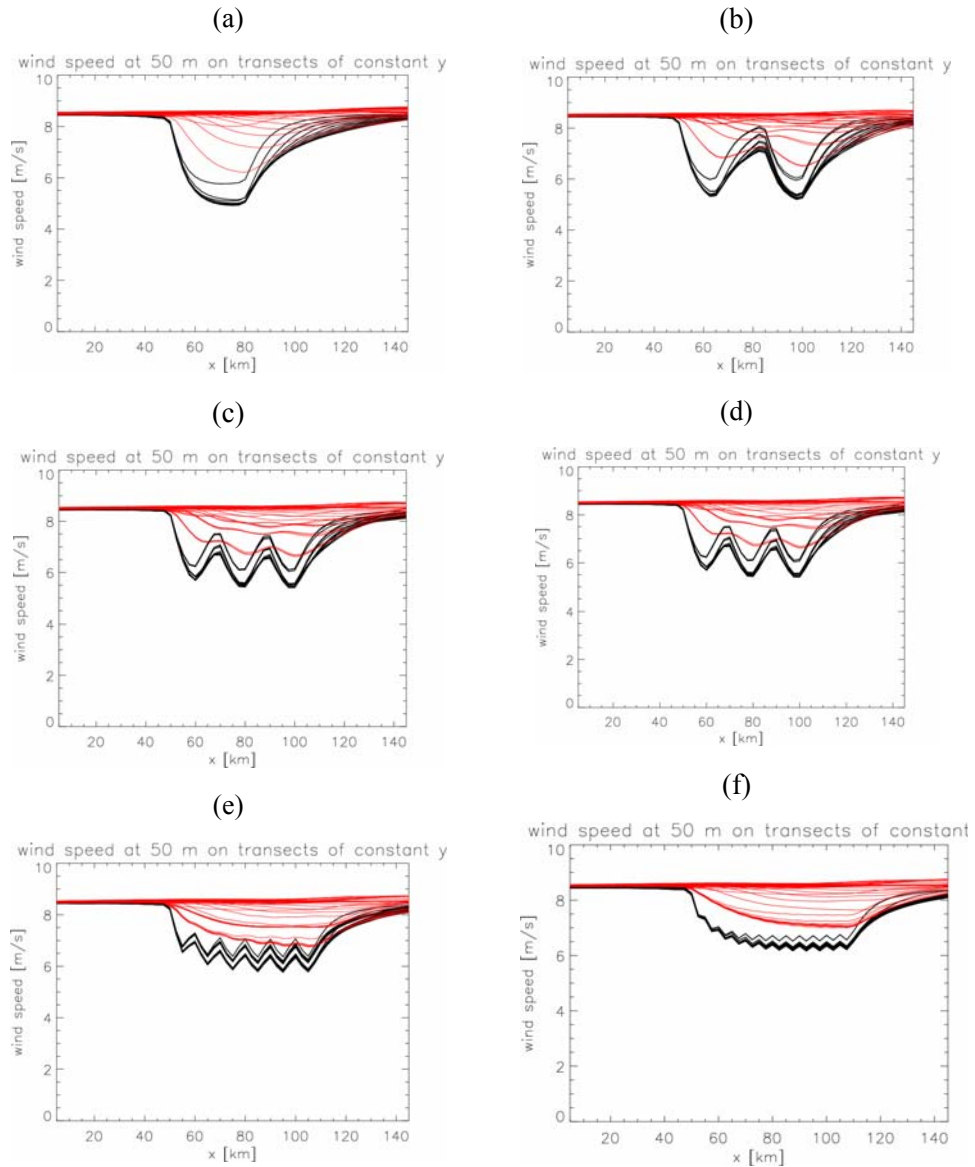 (a)
wind speed at 50 m on transects of constant y
10
8
6
4
2
0
wind speed [m/s]
20 40 60 80 100 120 140
x [km]
(b)
wind speed at 50 m on transects of constant y
10
8
6
4
2
0
wind speed [m/s]
20 40 60 80 100 120 140
x [km]
(c)
wind speed at 50 m on transects of constant y
10
8
6
4
2
0
wind speed [m/s]
20 40 60 80 100 120 140
x [km]
(d)
wind speed at 50 m on transects of constant y
10
8
6
4
2
0
wind speed [m/s]
20 40 60 80 100 120 140
x [km]
(e)
wind speed at 50 m on transects of constant y
10
8
6
4
2
0
wind speed [m/s]
20 40 60 80 100 120 140
x [km]
(f)
wind speed at 50 m on transects of constant
10
8
6
4
2
0
wind speed [m/s]
20 40 60 80 100 120 140
x [km]